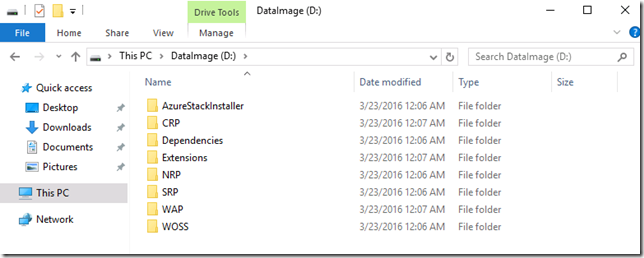 Drive Tools DataImage (D:)
File Home Share View Manage
This PC DataImage (D:) Search DataImage (D:)
Name Date modified Type Size
Quick access
Desktop
Downloads
Documents
Pictures
This PC
Network
AzureStackInstaller 3/23/2016 12:06 AM File folder
CRP 3/23/2016 12:07 AM File folder
Dependencies 3/23/2016 12:06 AM File folder
Extensions 3/23/2016 12:07 AM File folder
NRP 3/23/2016 12:06 AM File folder
SRP 3/23/2016 12:06 AM File folder
WAP 3/23/2016 12:07 AM File folder
WOSS 3/23/2016 12:06 AM File folder